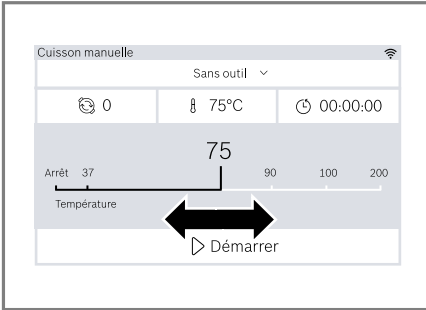 Cuisson manuelle
Sans outil
0 75°C 00:00:00
75
Arrêt 37 90 100 200
Température
Démarrer